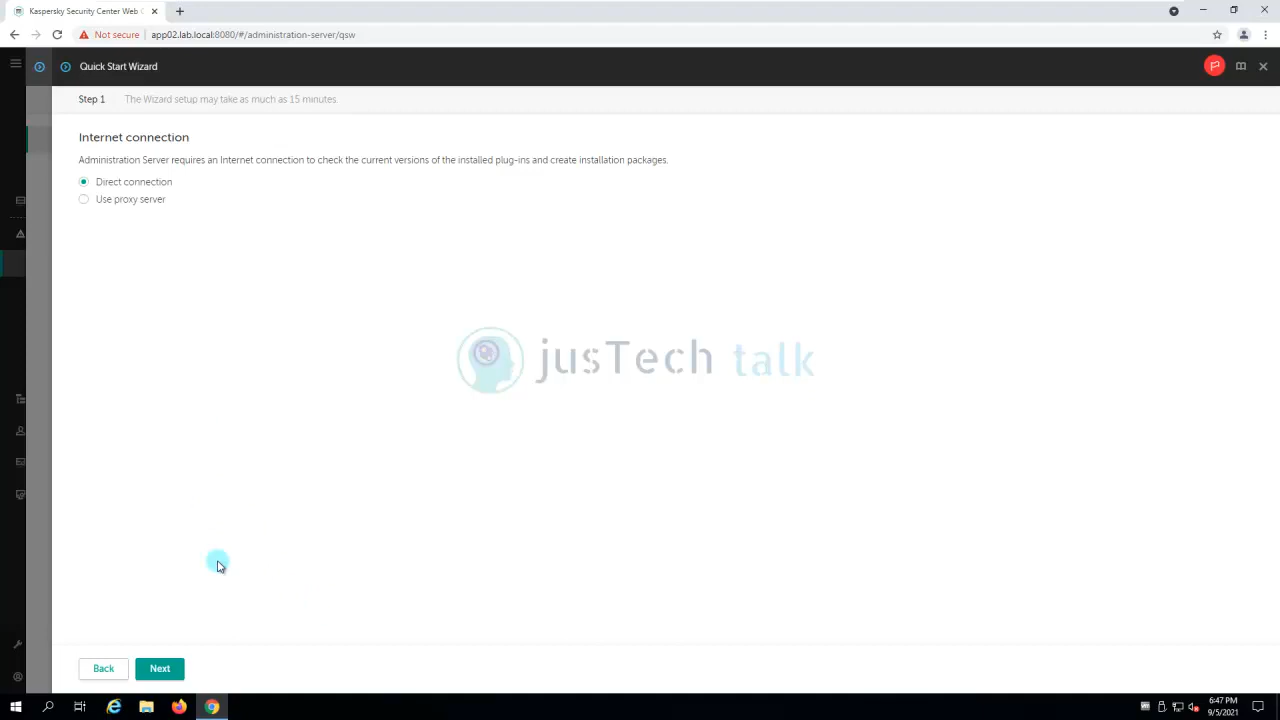 Kaspersky Security Center Web C
Not secure
app02.lab.local:8080/#/administration-server/qsw
Quick Start Wizard
Step 1
The Wizard setup may take as much as 15 minutes.
Internet connection
Administration Server requires an Internet connection to check the current versions of the installed plug-ins and create installation packages.
Direct connection
Use proxy server
jusTech talk
Back
Next
6:47 PM
9/5/2021